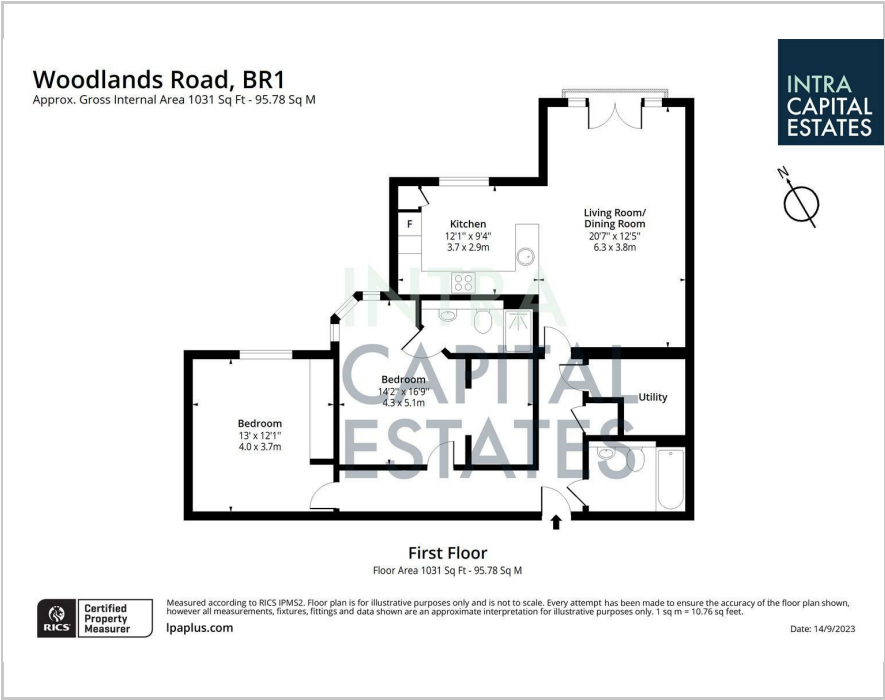 Woodlands Road, BR1
Approx. Gross Internal Area 1031 Sq Ft - 95.78 Sq M
INTRA
CAPITAL
ESTATES
N
Kitchen
12'1" x 9'4"
3.7 x 2.9m
F
Living Room/
Dining Room
20'7" x 12'5"
6.3 x 3.8m
INTRA
CAPITAL
ESTATES
Bedroom
14'2" x 16'9"
4.3 x 5.1m
Utility
Bedroom
13' x 12'1"
4.0 x 3.7m
First Floor
Floor Area 1031 Sq Ft - 95.78 Sq M
RICS
Certified
Property
Measurer
Measured according to RICS IPMS2. Floor plan is for illustrative purposes only and is not to scale. Every attempt has been made to ensure the accuracy of the floor plan shown,
however all measurements, fixtures, fittings and data shown are an approximate interpretation for illustrative purposes only. 1 sq m = 10.76 sq feet.
lpaplus.com
Date: 14/9/2023